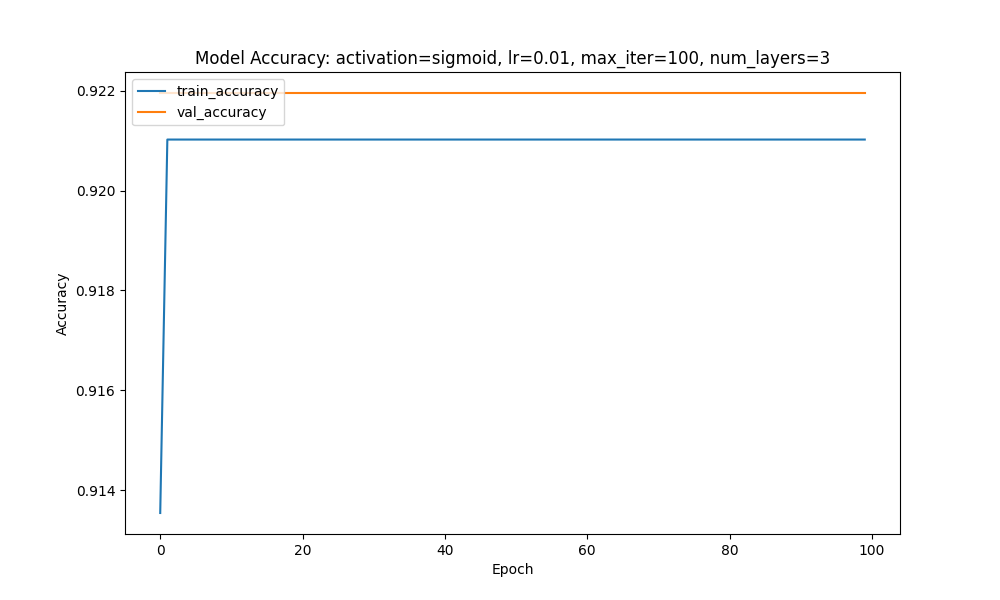 Model Accuracy: activation=sigmoid, lr=0.01, max_iter=100, num_layers=3
train_accuracy
val_accuracy
0.922
0.920
0.918
0.916
0.914
Accuracy
0 20 40 60 80 100
Epoch